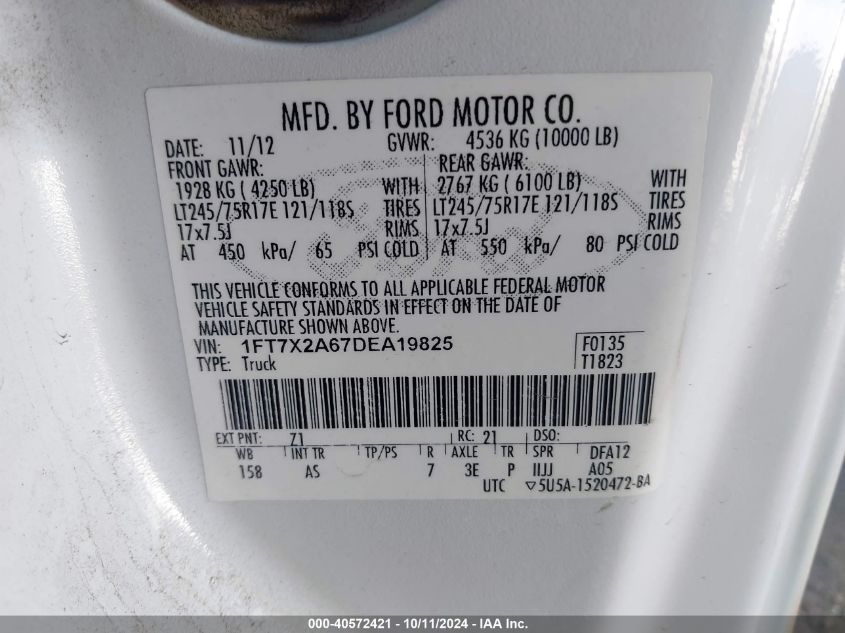 MFD. BY FORD MOTOR CO.
DATE: 11/12 GVWR: 4536 KG (10000 LB)
FRONT GAWR: REAR GAWR:
1928 KG ( 4250 LB) WITH 2767 KG ( 6100 LB) WITH
LT245/75R17E 121/118S TIRES LT245/75R17E 121/118S TIRES
17x7.5J RIMS 17x7.5J RIMS
AT 450 kPa/ 65 PSI COLD AT 550 kPa/ 80 PSI COLD
THIS VEHICLE CONFORMS TO ALL APPLICABLE FEDERAL MOTOR
VEHICLE SAFETY STANDARDS IN EFFECT ON THE DATE OF
MANUFACTURE SHOWN ABOVE.
VIN: 1FT7X2A67DEA19825 F0135
TYPE: Truck T1823
EXT PNT: Z1 RC: 21 DSO:
WB INT TR TP/PS R AXLE TR SPR DFA12
158 AS 7 3E P IIJJ A05
UTC ▽5U5A-1520472-BA
000-40572421 - 10/11/2024 - IAA Inc.